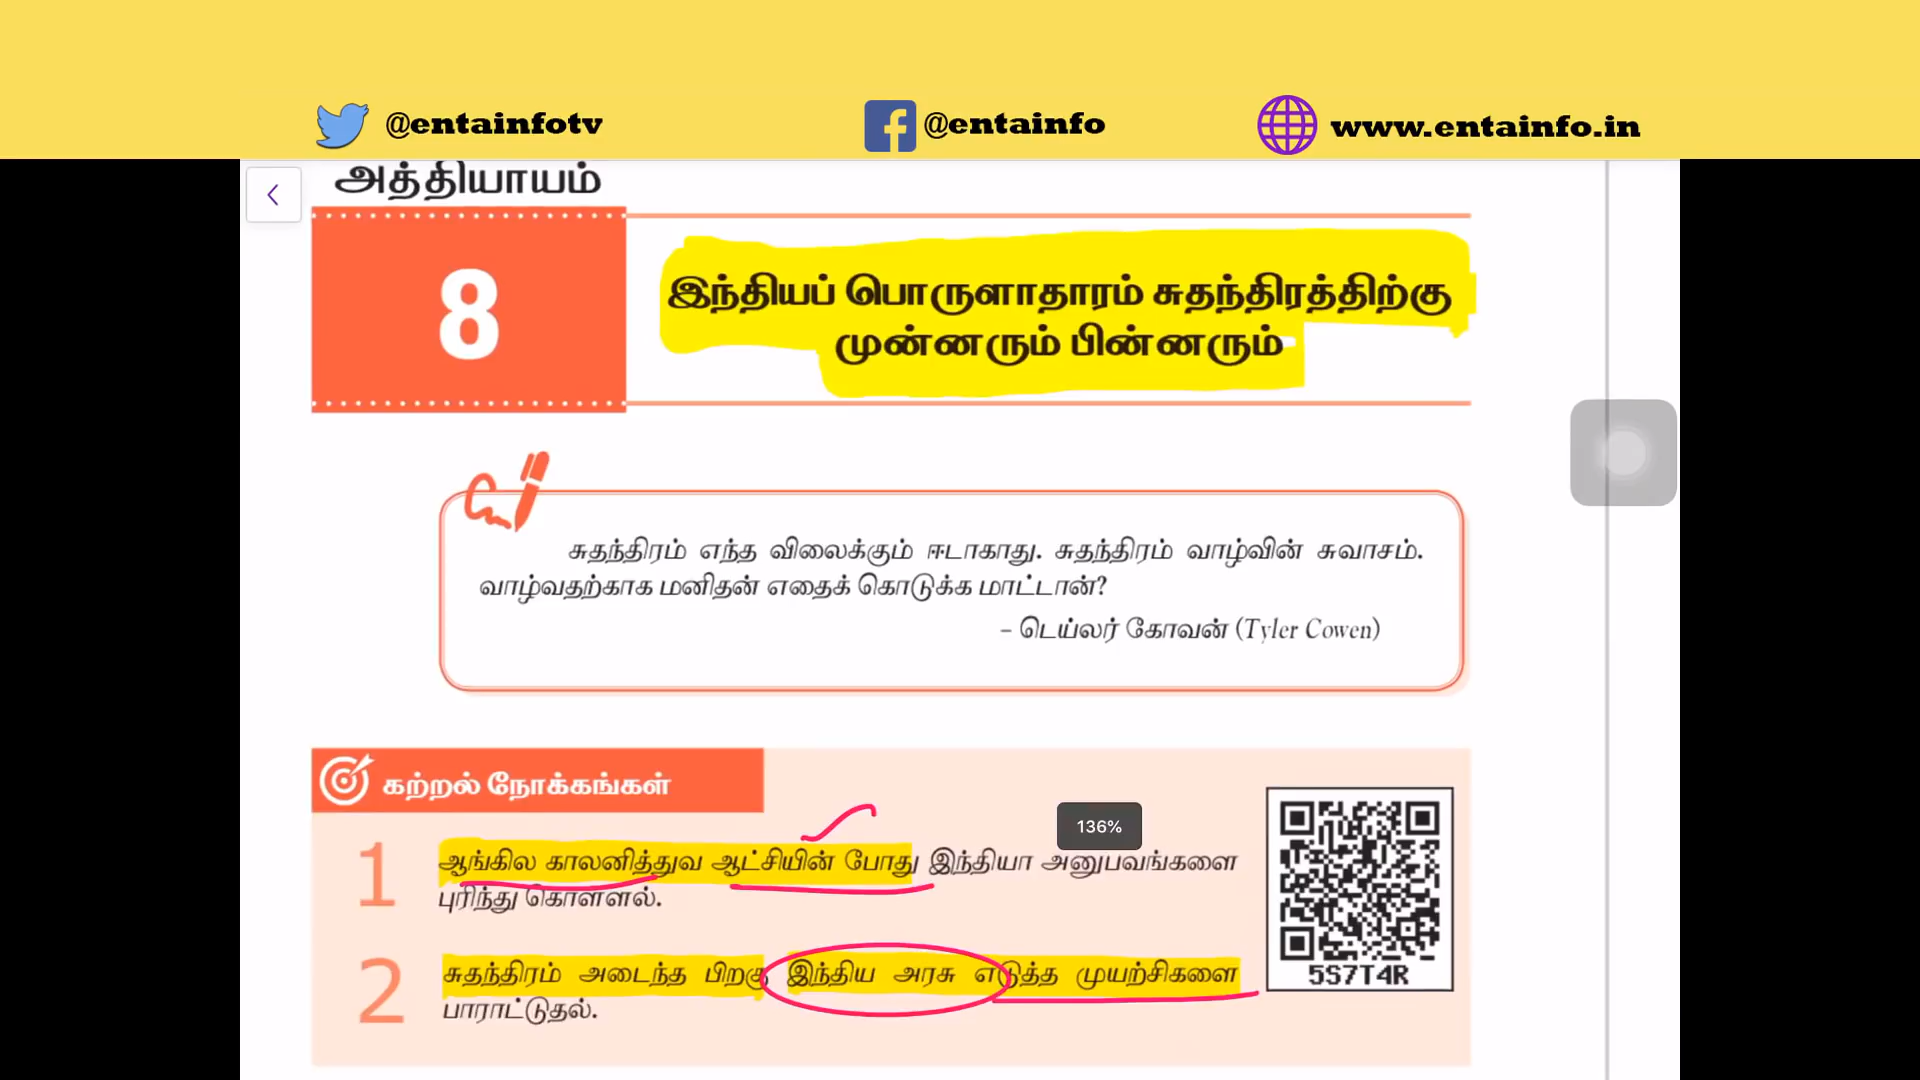 @entainfotv @entainfo www.entainfo.in
அத்தியாயம்
8
இந்தியப் பொருளாதாரம் சுதந்திரத்திற்கு
முன்னரும் பின்னரும்
சுதந்திரம் எந்த விலைக்கும் ஈடாகாது. சுதந்திரம் வாழ்வின் சுவாசம்.
வாழ்வதற்காக மனிதன் எதைக் கொடுக்க மாட்டான்?
– டெய்லர் கோவன் (Tyler Cowen)
கற்றல் நோக்கங்கள்
136%
1 ஆங்கில காலனித்துவ ஆட்சியின் போது இந்தியா அனுபவங்களை
புரிந்து கொள்ளல்.
2 சுதந்திரம் அடைந்த பிறகு இந்திய அரசு எடுத்த முயற்சிகளை
பாராட்டுதல்.
5S7T4R